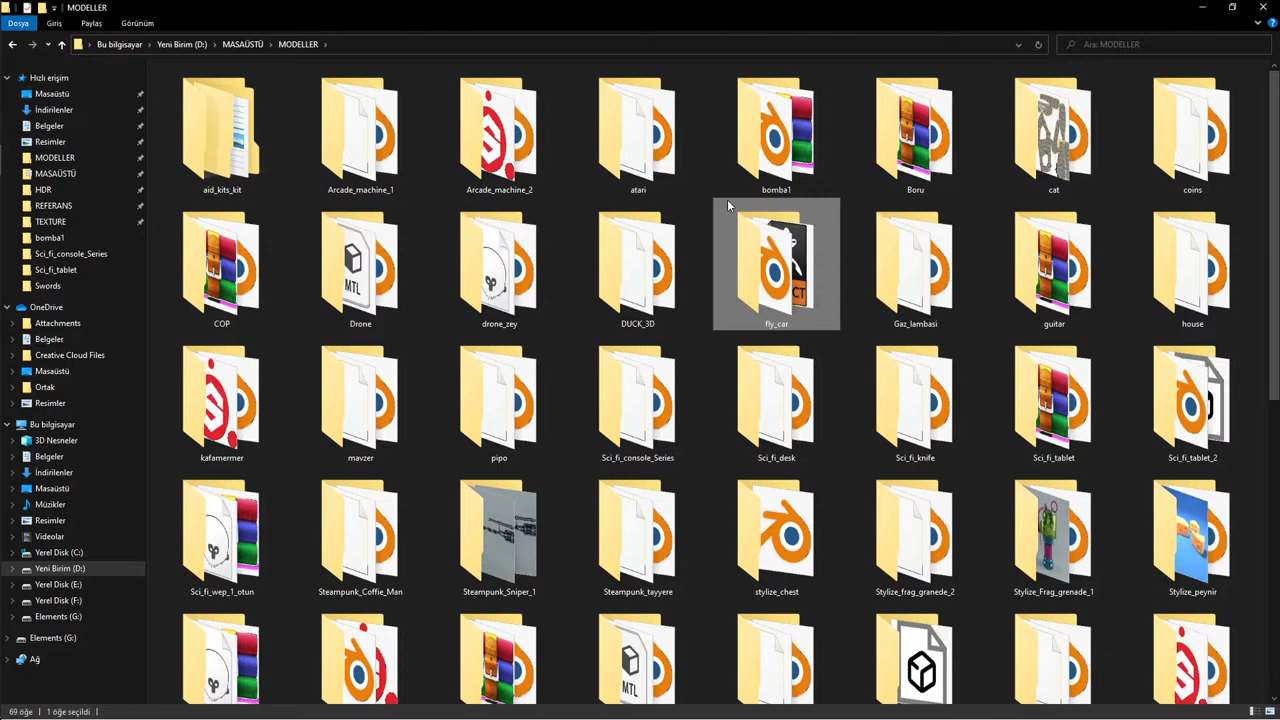 MODELLER
Dosya Giriş Paylaş Görünüm
Bu bilgisayar Yeni Birim (D:) MASAÜSTÜ MODELLER
Ara: MODELLER
Hızlı erişim
Masaüstü
İndirilenler
Belgeler
Resimler
MODELLER
MASAÜSTÜ
HDR
REFERANS
TEXTURE
bomba1
Sci_fi_console_Series
Sci_fi_tablet
Swords
OneDrive
Attachments
Belgeler
Creative Cloud Files
Masaüstü
Ortak
Resimler
Bu bilgisayar
3D Nesneler
Belgeler
İndirilenler
Masaüstü
Müzikler
Resimler
Videolar
Yerel Disk (C:)
Yeni Birim (D:)
Yerel Disk (E:)
Yerel Disk (F:)
Elements (G:)
Elements (G:)
Ağ
aid_kits_kit Arcade_machine_1 Arcade_machine_2 atari bomba1 Boru cat coins
MTL
CT
COP Drone drone_zey DUCK_3D fly_car Gaz_lambasi guitar house
kafamermer mavzer pipo Sci_fi_console_Series Sci_fi_desk Sci_fi_knife Sci_fi_tablet Sci_fi_tablet_2
Sci_fi_wep_1_otun Steampunk_Coffie_Man Steampunk_Sniper_1 Steampunk_tayyere stylize_chest Stylize_frag_granede_2 Stylize_Frag_grenade_1 Stylize_peynir
MTL
69 öğe 1 öğe seçildi